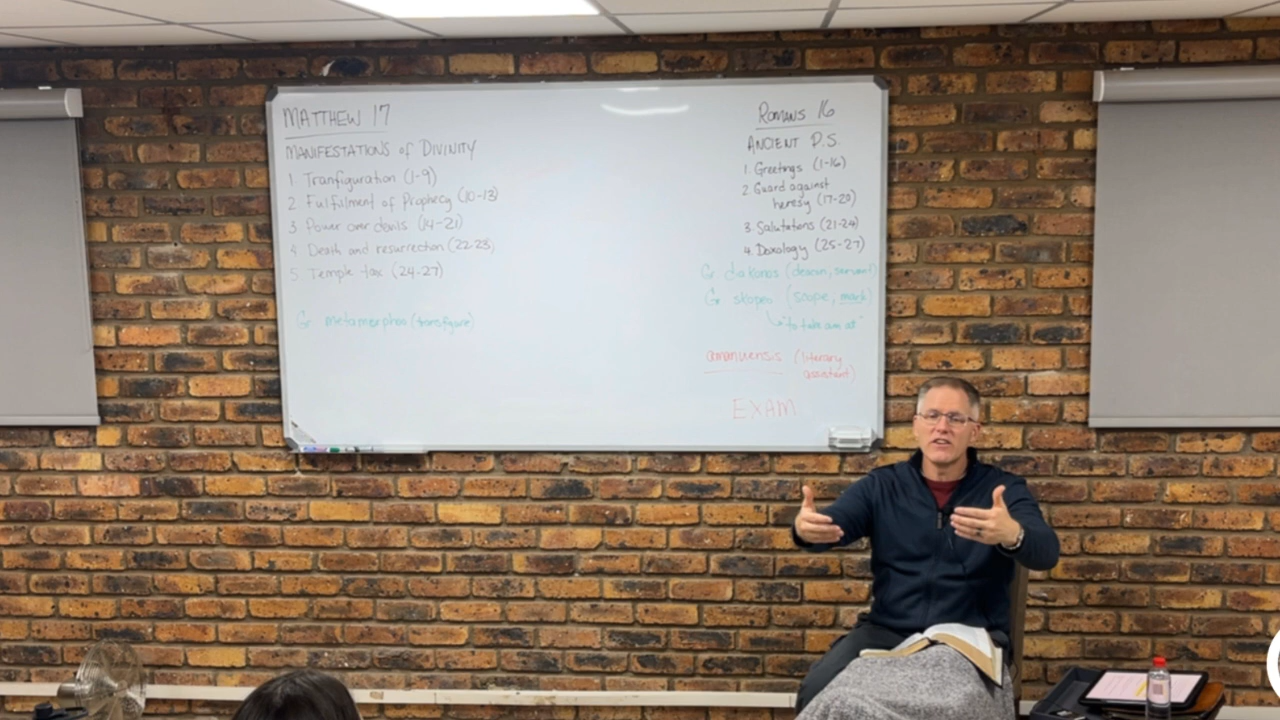 MATTHEW 17
MANIFESTATIONS of DIVINITY
1 Tranfiguration (1-9)
2 Fulfilment of Prophecy (10-13)
3 Power over devils (14-21)
4 Death and resurrection (22-23)
5 Temple tax (24-27)
Gr metamorphoo (transfigure)
ROMANS 16
ANCIENT P.S.
1. Greetings (1-16)
2. Guard against
heresy (17-20)
3. Salutations (21-24)
4. Doxology (25-27)
Gr diakonos (deacon, servant)
Gr skopeo (scope, mark)
"to take aim at"
amanuensis (literary
assistant)
EXAM